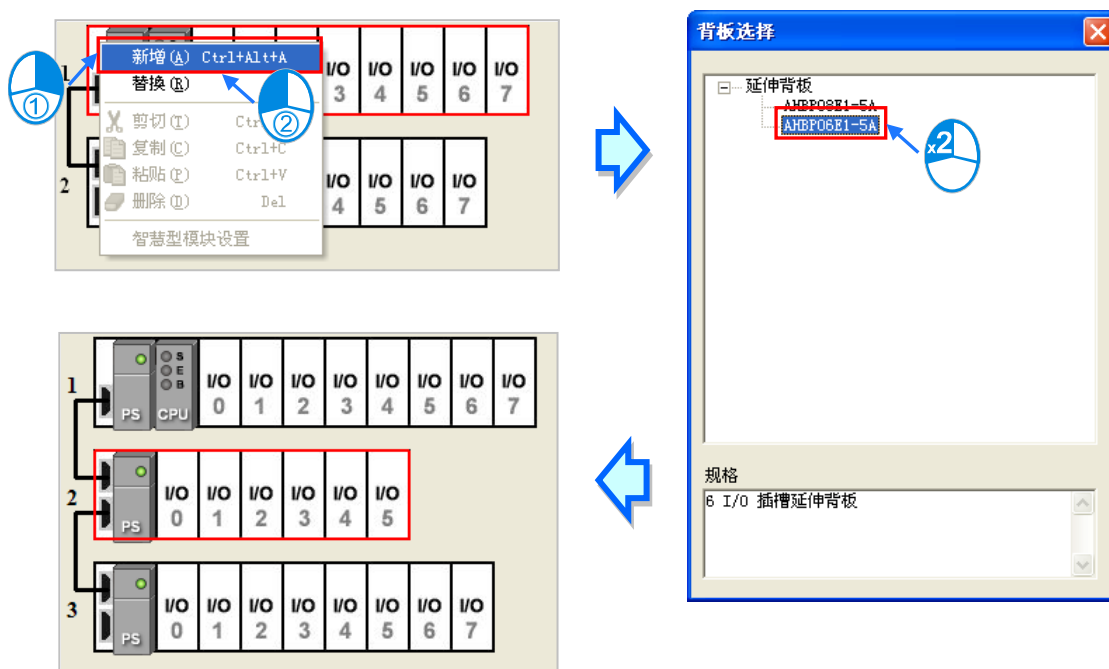 新增(A) Ctrl+Alt+A
替换(R)
剪切(T)
复制(C) Ctrl+C
粘贴(P) Ctrl+V
删除(D) Del
智慧型模块设置
①
②
1
I/O I/O I/O I/O I/O
3 4 5 6 7
2
I/O I/O I/O I/O
4 5 6 7
背板选择
延伸背板
AHBP08E1-5A
AHBP06E1-5A
x2
规格
6 I/O 插槽延伸背板
1
PS
S
E
B
CPU
I/O I/O I/O I/O I/O I/O I/O I/O
0 1 2 3 4 5 6 7
2
PS
I/O I/O I/O I/O I/O I/O
0 1 2 3 4 5
3
PS
I/O I/O I/O I/O I/O I/O I/O I/O
0 1 2 3 4 5 6 7